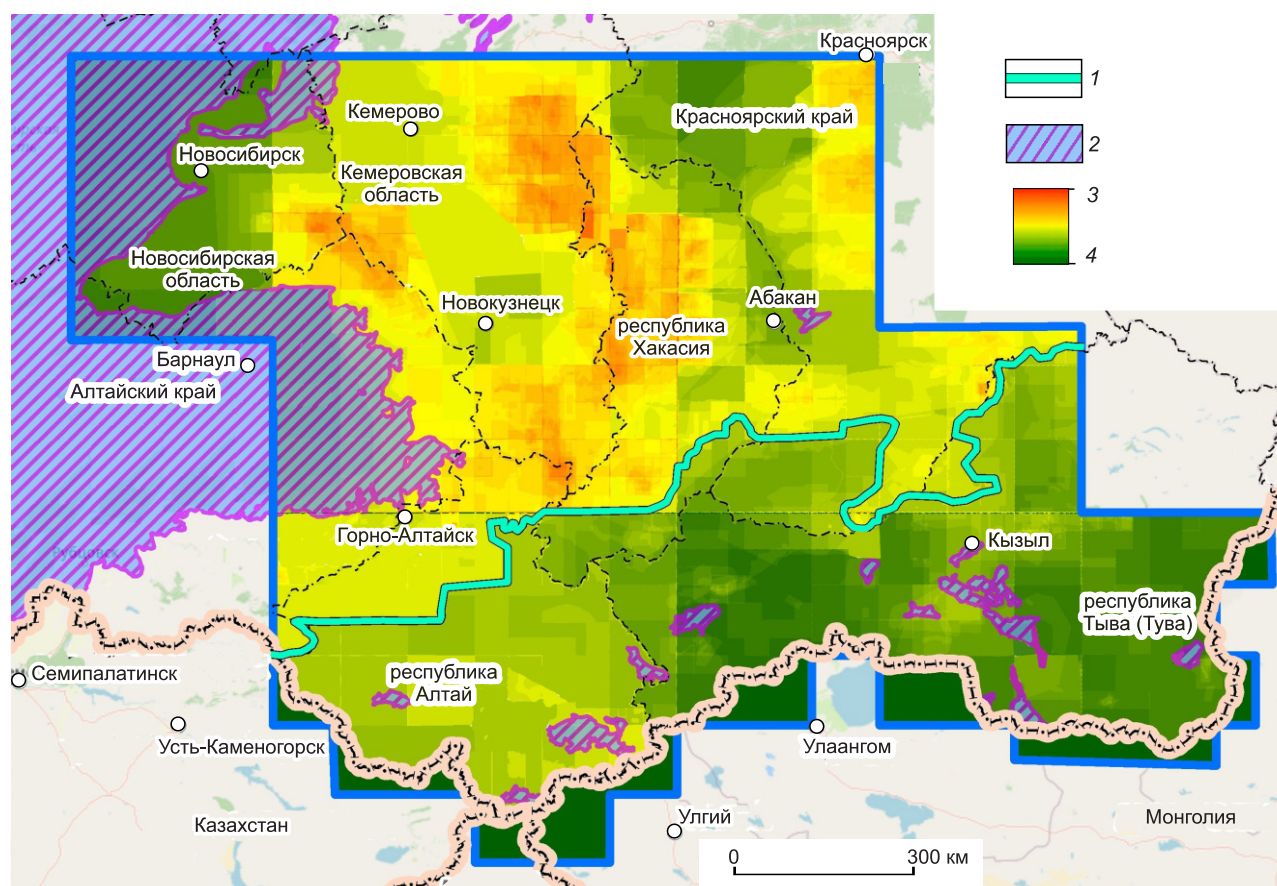 Красноярск
1
Кемерово
Красноярский край
2
Новосибирск
Кемеровская
область
3
Новосибирская
область
4
Новокузнецк
Абакан
республика
Хакасия
Барнаул
Алтайский край
Горно-Алтайск
Кызыл
Рубцовск
республика
Тыва (Тува)
Семипалатинск
республика
Алтай
Усть-Каменогорск
Улаангом
Казахстан
Улгий
Монголия
0
300 км